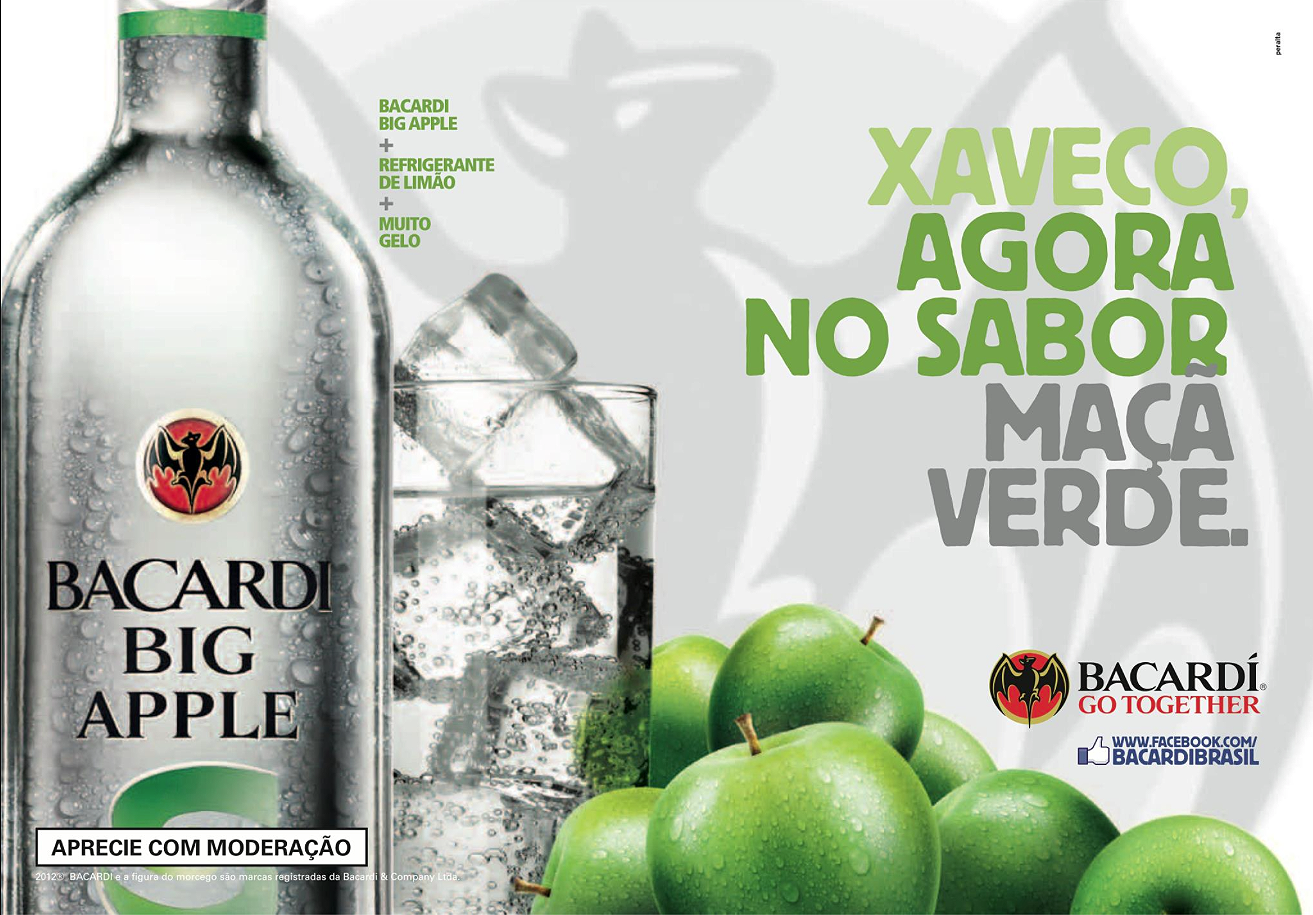 BACARDI
BIG APPLE
+
REFRIGERANTE
DE LIMÃO
+
MUITO
GELO
XAVECO,
AGORA
NO SABOR
MAÇÃ
VERDE.
BACARDI
BIG
APPLE
BACARDÍ®
GO TOGETHER
WWW.FACEBOOK.COM/
BACARDIBRASIL
APRECIE COM MODERAÇÃO
2012® BACARDI e a figura do morcego são marcas registradas da Bacardi & Company Ltda.
peralta